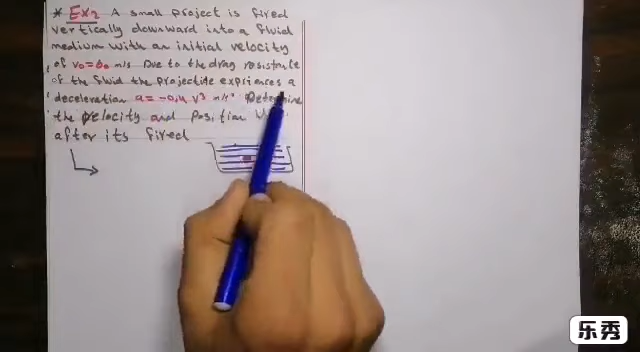 * Ex2 A small project is fired
vertically downward into a fluid
medium with an initial velocity
of v0=60 m/s Due to the drag resistance
of the fluid the projectile expriences a
deceleration a= -0,4 v³ m/s² Determine
the velocity and Position
after its fired
乐秀